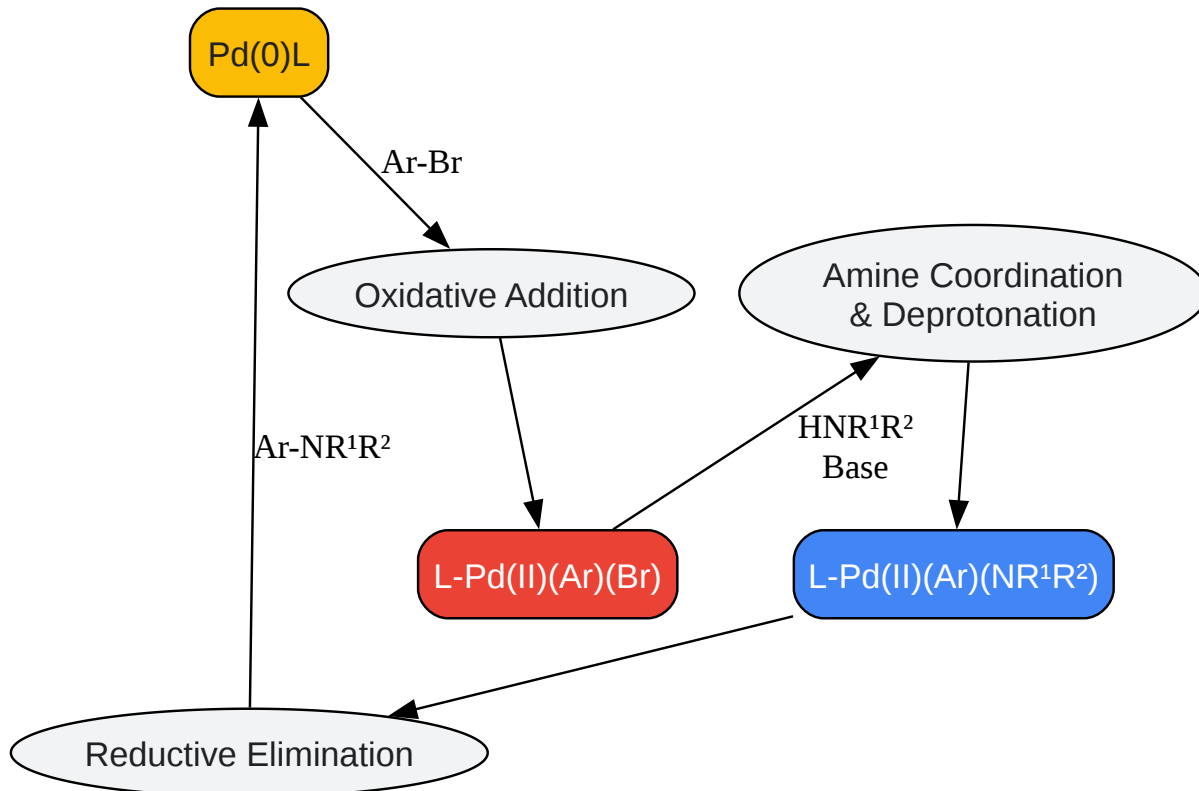 Pd(0)L
Ar-Br
Oxidative Addition
Amine Coordination
& Deprotonation
HNR¹R²
Base
Ar-NR¹R²
L-Pd(II)(Ar)(Br)
L-Pd(II)(Ar)(NR¹R²)
Reductive Elimination